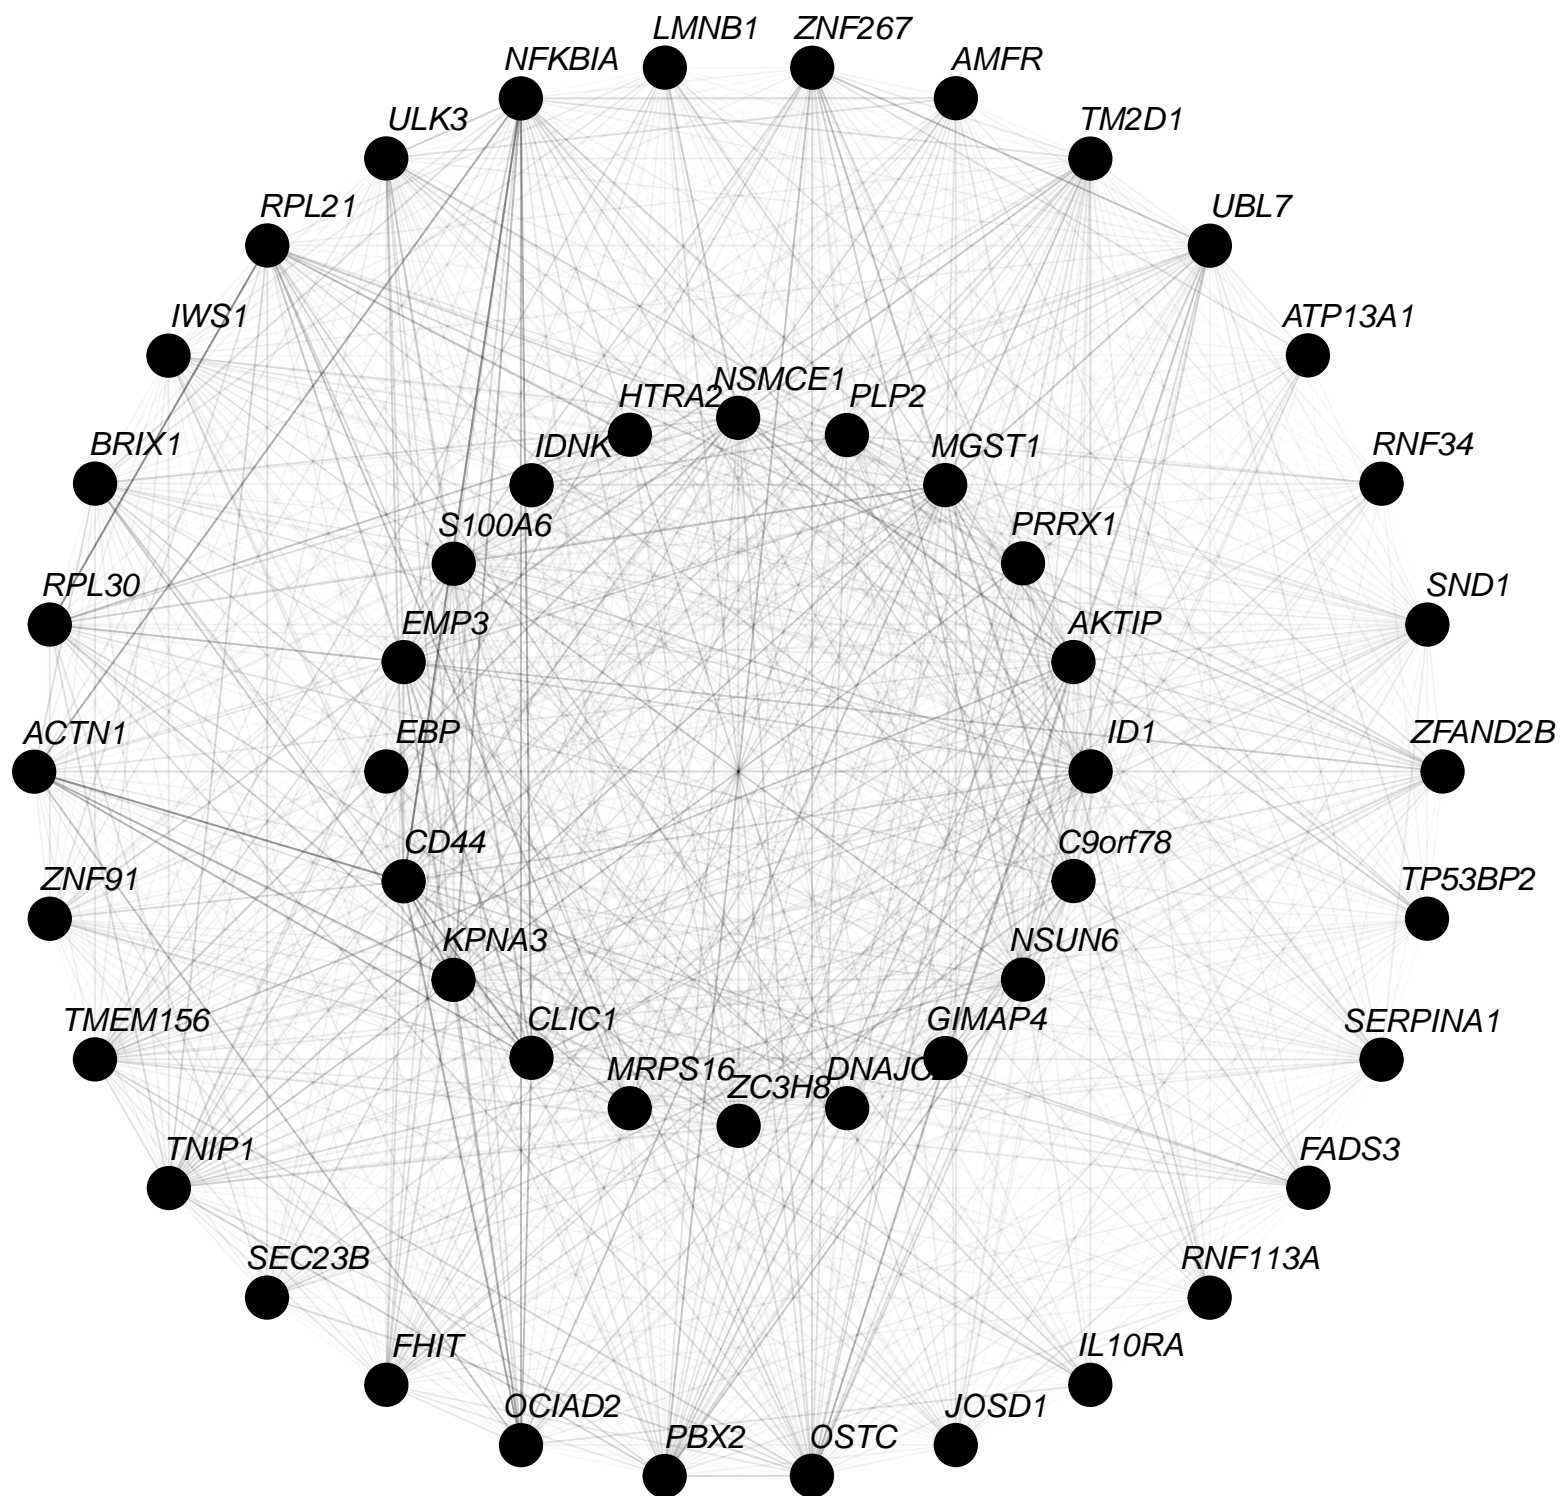 LMNB1
ZNF267
NFKBIA
AMFR
ULK3
TM2D1
RPL21
UBL7
IWS1
ATP13A1
NSMCE1
HTRA2
PLP2
BRIX1
IDNK
MGST1
RNF34
S100A6
PRRX1
RPL30
SND1
EMP3
AKTIP
ACTN1
EBP
ID1
ZFAND2B
CD44
C9orf78
ZNF91
TP53BP2
KPNA3
NSUN6
TMEM156
CLIC1
GIMAP4
SERPINA1
MRPS16
ZC3H8
TNIP1
FADS3
SEC23B
RNF113A
FHIT
IL10RA
OCIAD2
JOSD1
PBX2
OSTC